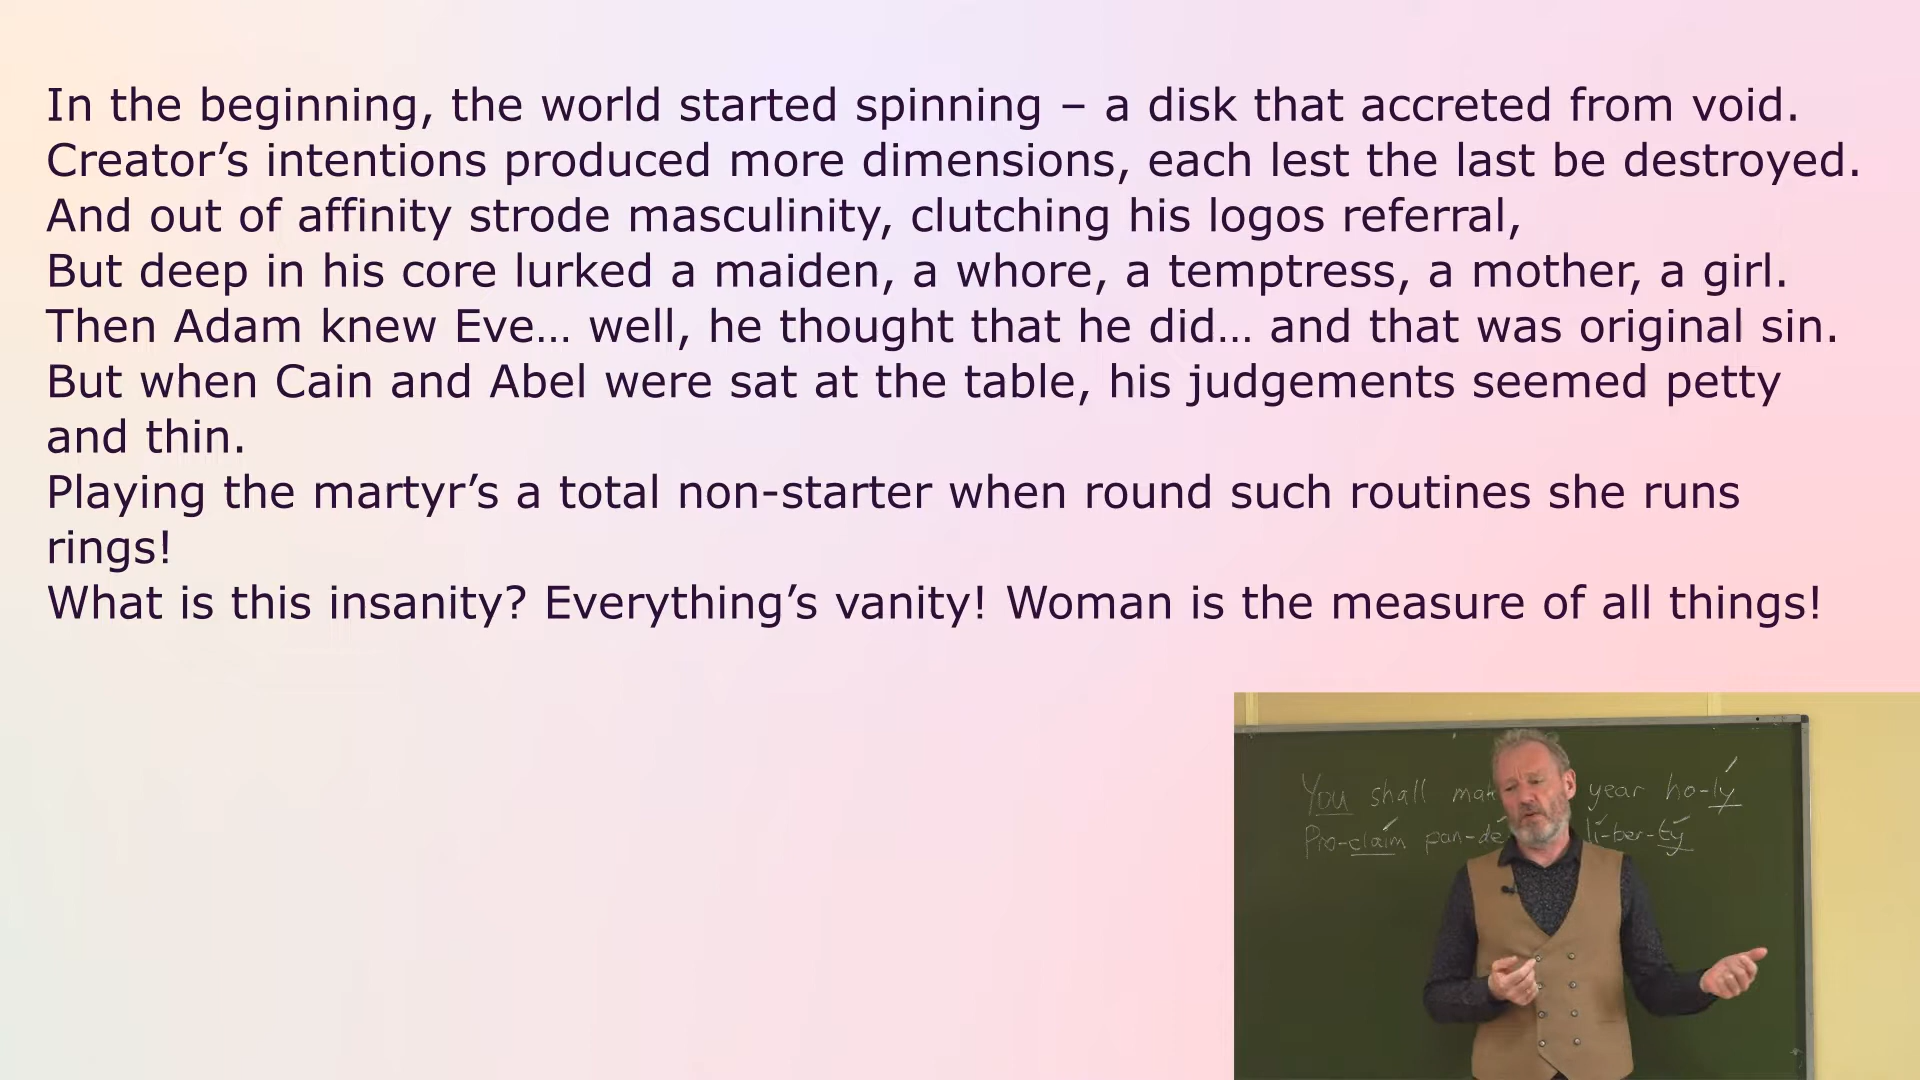 In the beginning, the world started spinning – a disk that accreted from void.
Creator’s intentions produced more dimensions, each lest the last be destroyed.
And out of affinity strode masculinity, clutching his logos referral,
But deep in his core lurked a maiden, a whore, a temptress, a mother, a girl.
Then Adam knew Eve… well, he thought that he did… and that was original sin.
But when Cain and Abel were sat at the table, his judgements seemed petty
and thin.
Playing the martyr’s a total non-starter when round such routines she runs
rings!
What is this insanity? Everything’s vanity! Woman is the measure of all things!
You shall year ho-ly
Pro-claim li-ber-ty